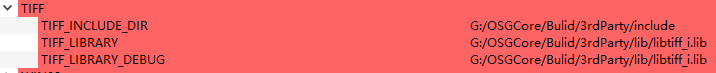 TIFF
TIFF_INCLUDE_DIR G:/OSGCore/Bulid/3rdParty/include
TIFF_LIBRARY G:/OSGCore/Bulid/3rdParty/lib/libtiff_i.lib
TIFF_LIBRARY_DEBUG G:/OSGCore/Bulid/3rdParty/lib/libtiff_i.lib